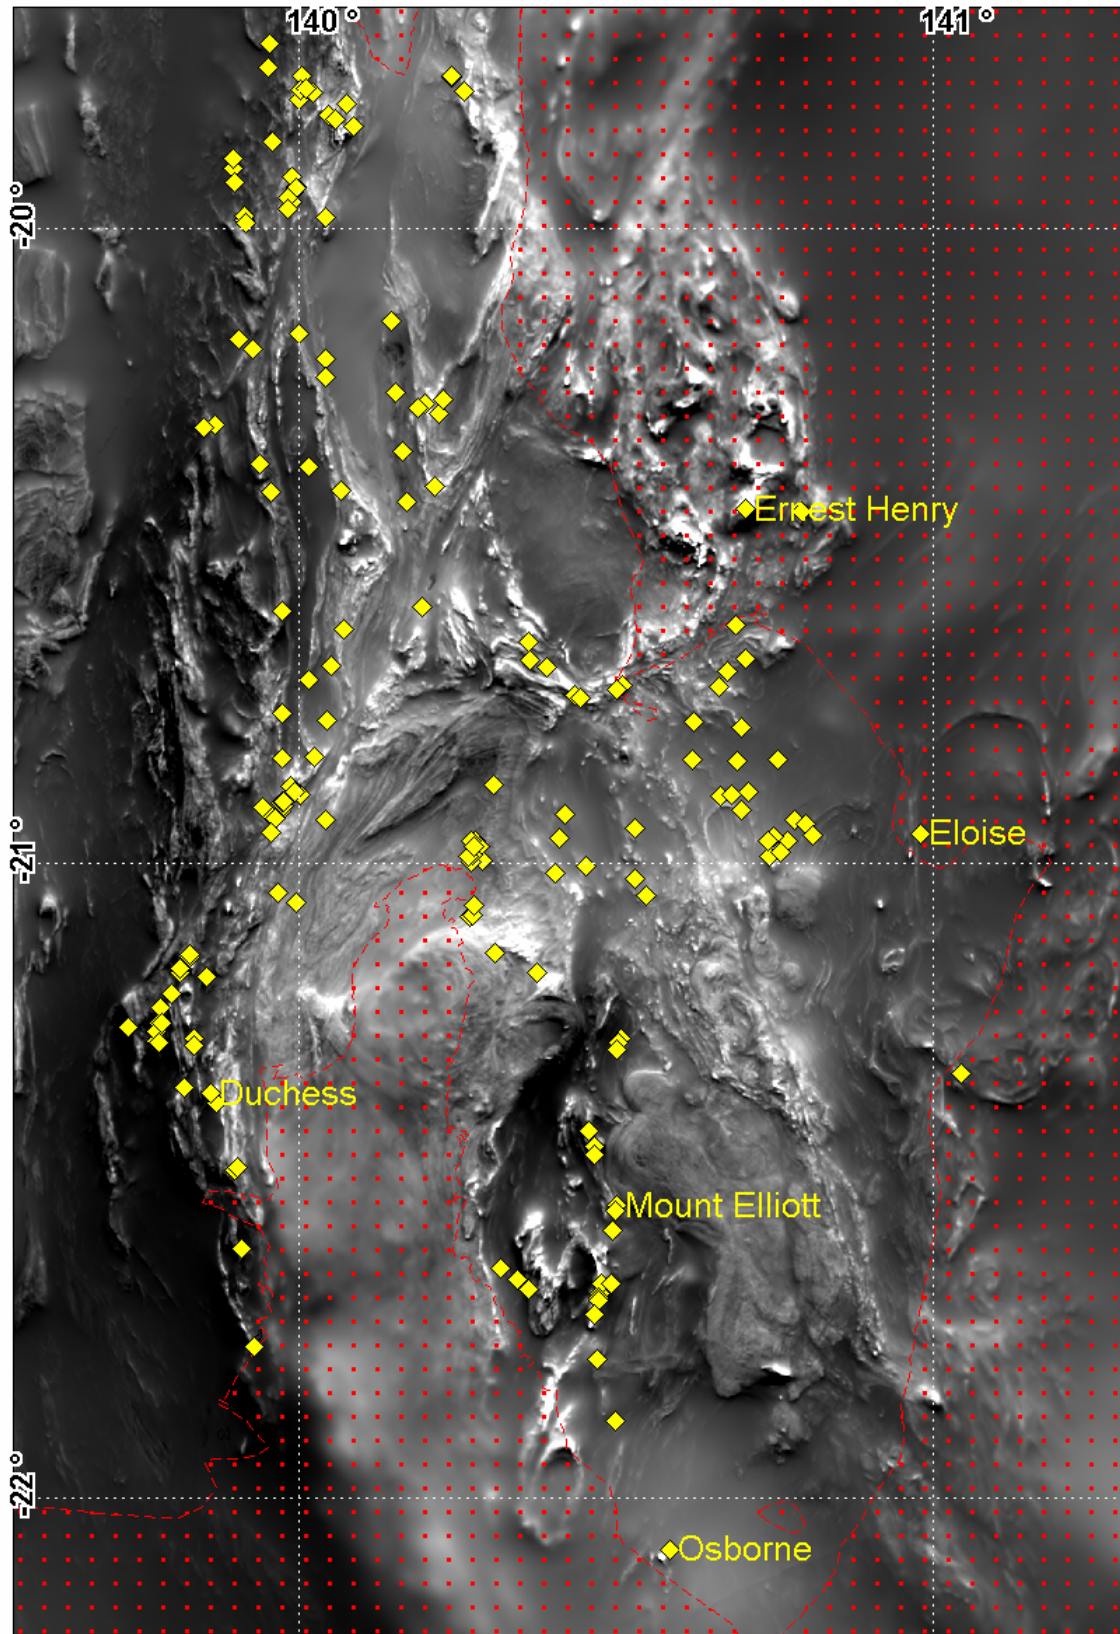 140 °
141 °
-20 °
Ernest Henry
Eloise
-21 °
Duchess
Mount Elliott
-22 °
Osborne